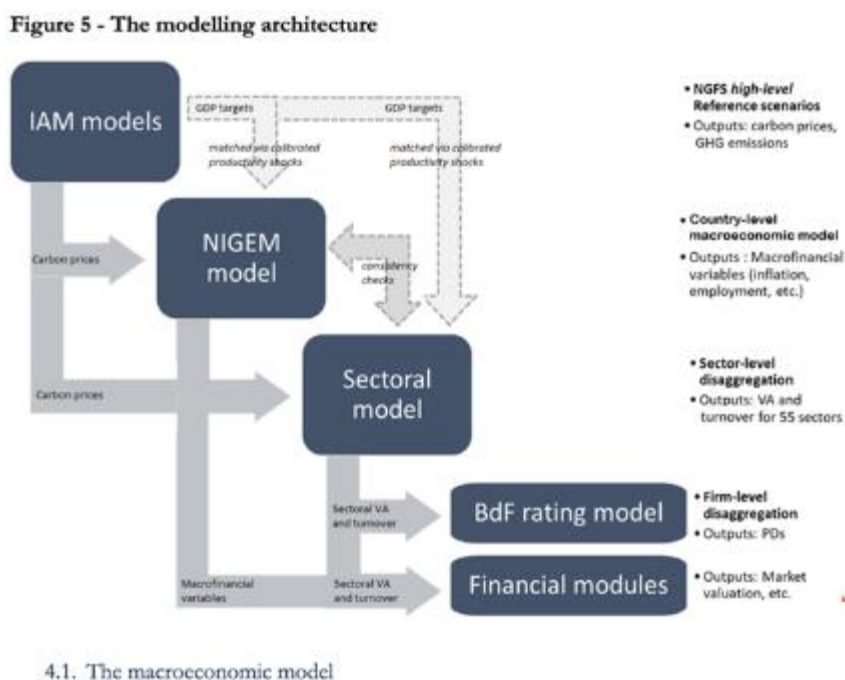 Figure 5 - The modelling architecture
IAM models
GDP targets
GDP targets
matched via calibrated
productivity shocks
matched via calibrated
productivity shocks
• NGFS high-level
Reference scenarios
• Outputs: carbon prices,
GHG emissions
NIGEM
model
Carbon prices
consistency
checks
• Country-level
macroeconomic model
• Outputs : Macrofinancial
variables (inflation,
employment, etc.)
Sectoral
model
Carbon prices
• Sector-level
disaggregation
• Outputs: VA and
turnover for 55 sectors
Sectoral VA
and turnover
BdF rating model
• Firm-level
disaggregation
• Outputs: PDs
Macrofinancial
variables
Sectoral VA
and turnover
Financial modules
• Outputs: Market
valuation, etc.
4.1. The macroeconomic model